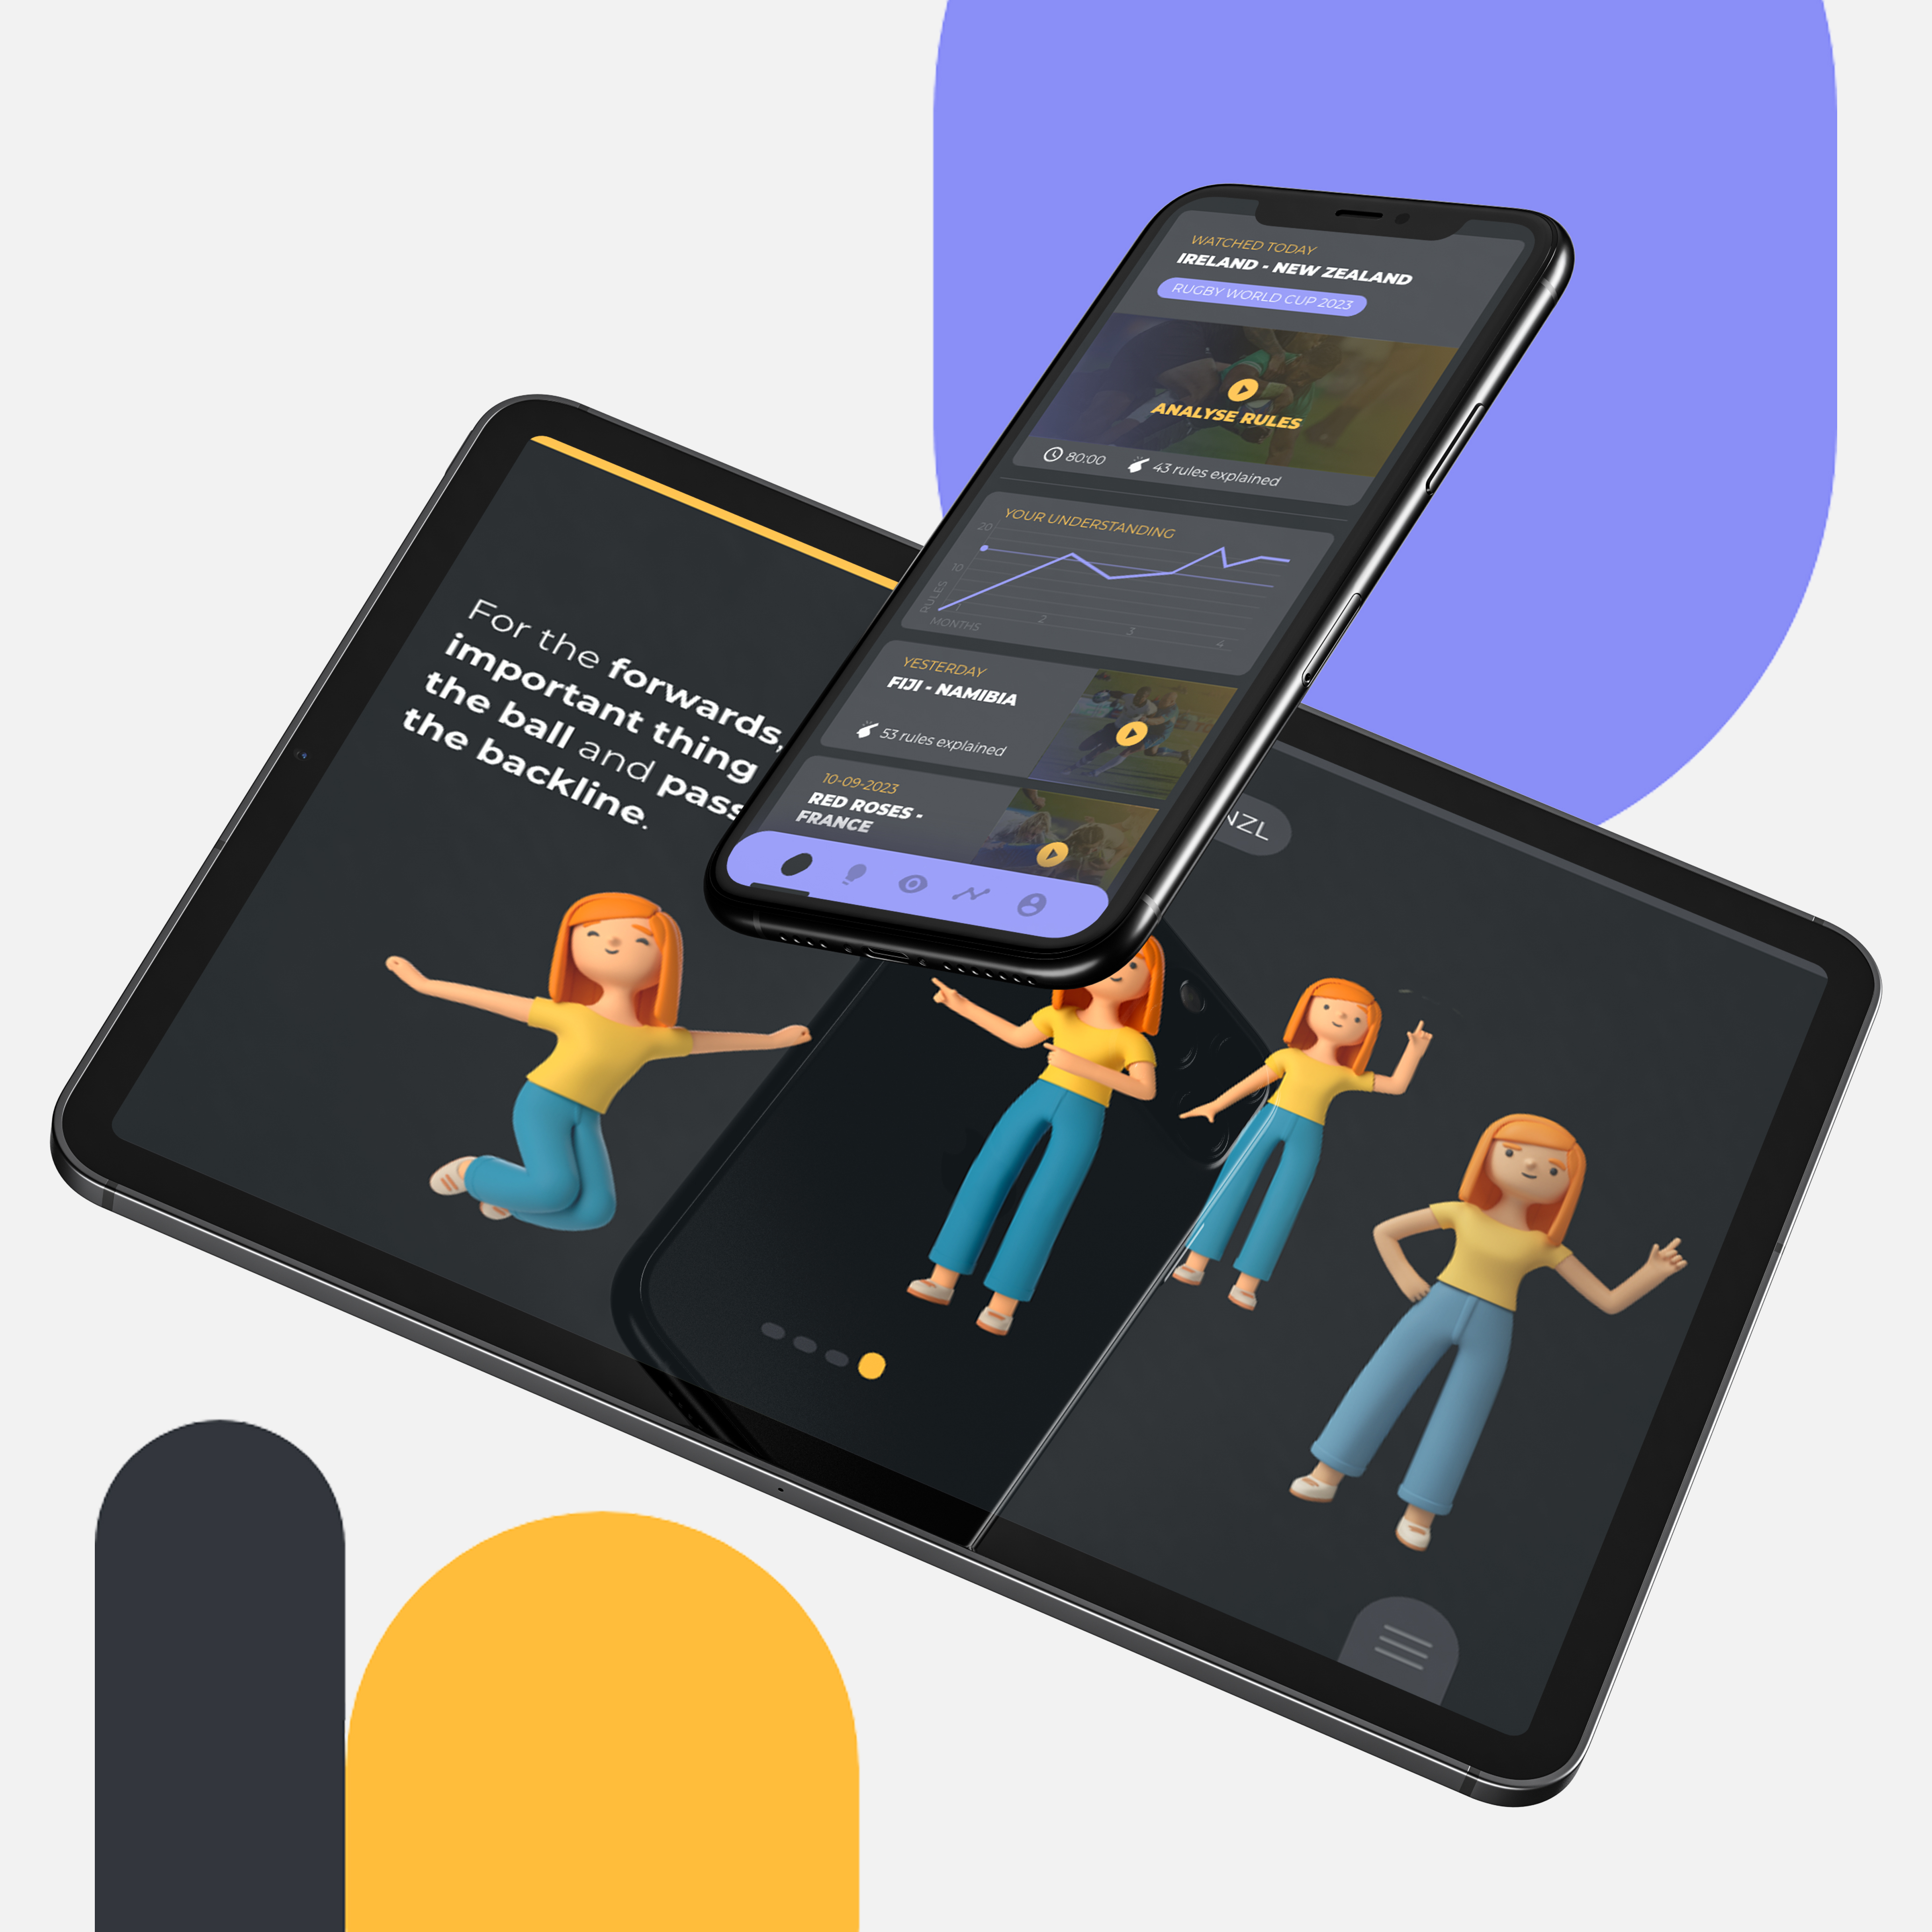 WATCHED TODAY
IRELAND - NEW ZEALAND
RUGBY WORLD CUP 2023
ANALYSE RULES
80:00
43 rules explained
YOUR UNDERSTANDING
20
10
RULES
1
2
3
4
MONTHS
YESTERDAY
FIJI - NAMIBIA
53 rules explained
10-09-2023
RED ROSES -
FRANCE
For the forwards,
important thing
the ball and pass
the backline.
NZL